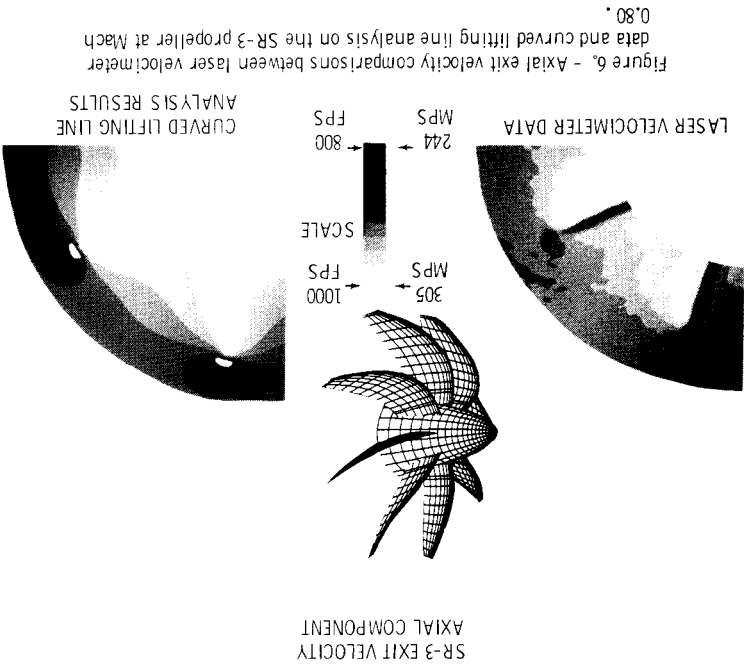 SR-3 EXIT VELOCITY
AXIAL COMPONENT
305 MPS
1000 FPS
SCALE
244 MPS
800 FPS
LASER VELOCIMETER DATA
CURVED LIFTING LINE
ANALYSIS RESULTS
Figure 6. - Axial exit velocity comparisons between laser velocimeter
data and curved lifting line analysis on the SR-3 propeller at Mach
0.80 .